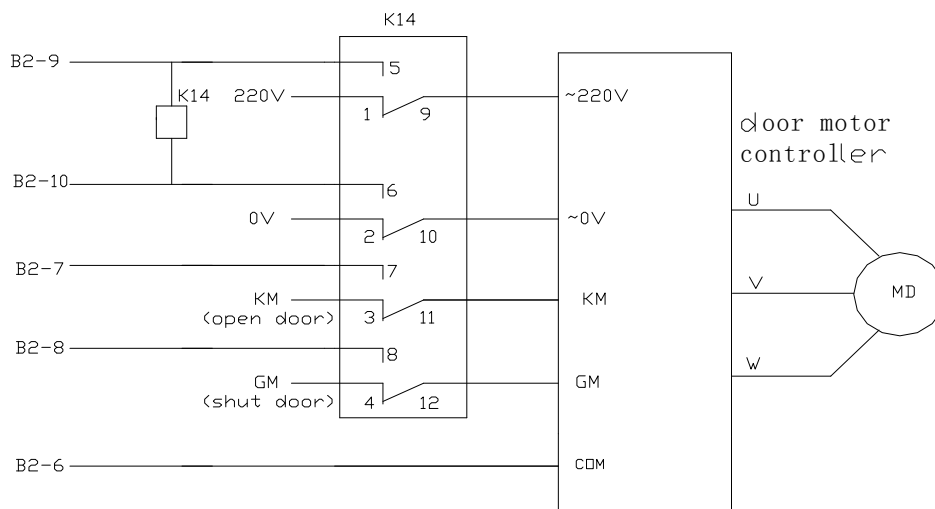 K14
B2-9
5
K14
220V
1
9
~220V
door motor
controller
B2-10
6
U
0V
2
10
~0V
B2-7
7
V
MD
KM
(open door)
3
11
KM
B2-8
8
W
GM
(shut door)
4
12
GM
B2-6
COM